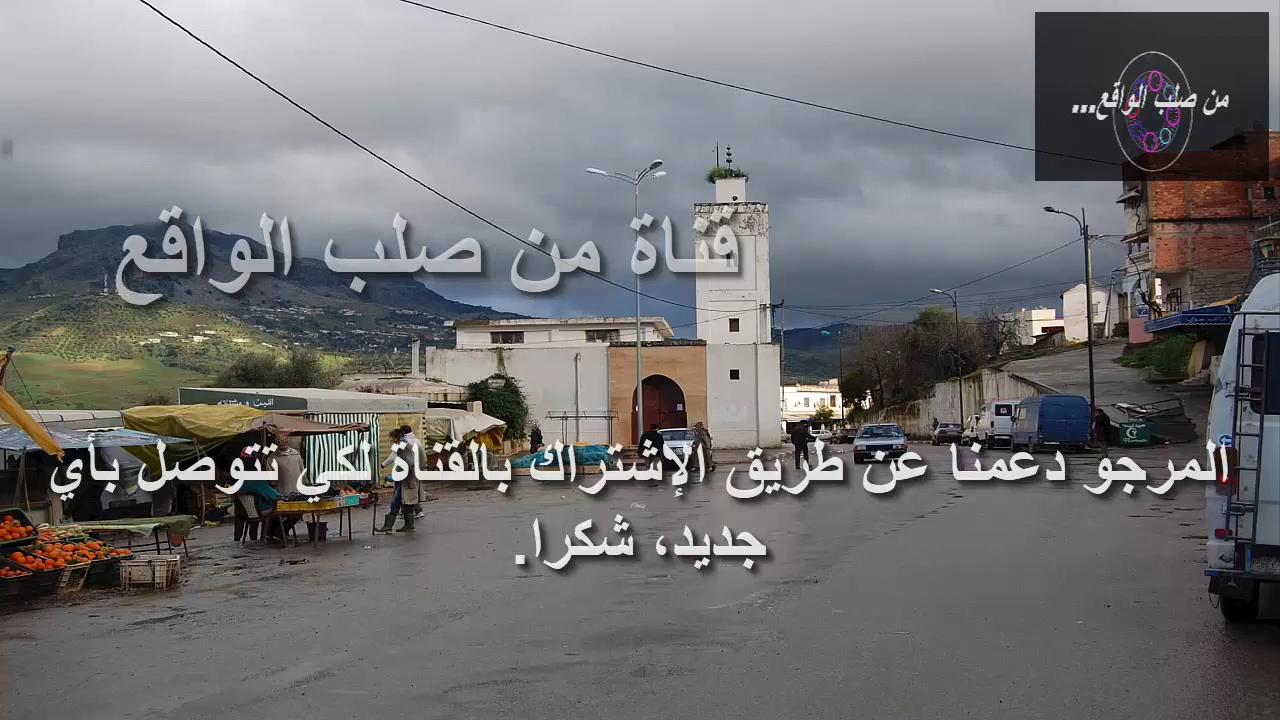 من صلب الواقع...
قناة من صلب الواقع
المرجو دعمنا عن طريق الإشتراك بالقناة لكي تتوصل بأي
جديد، شكرا.